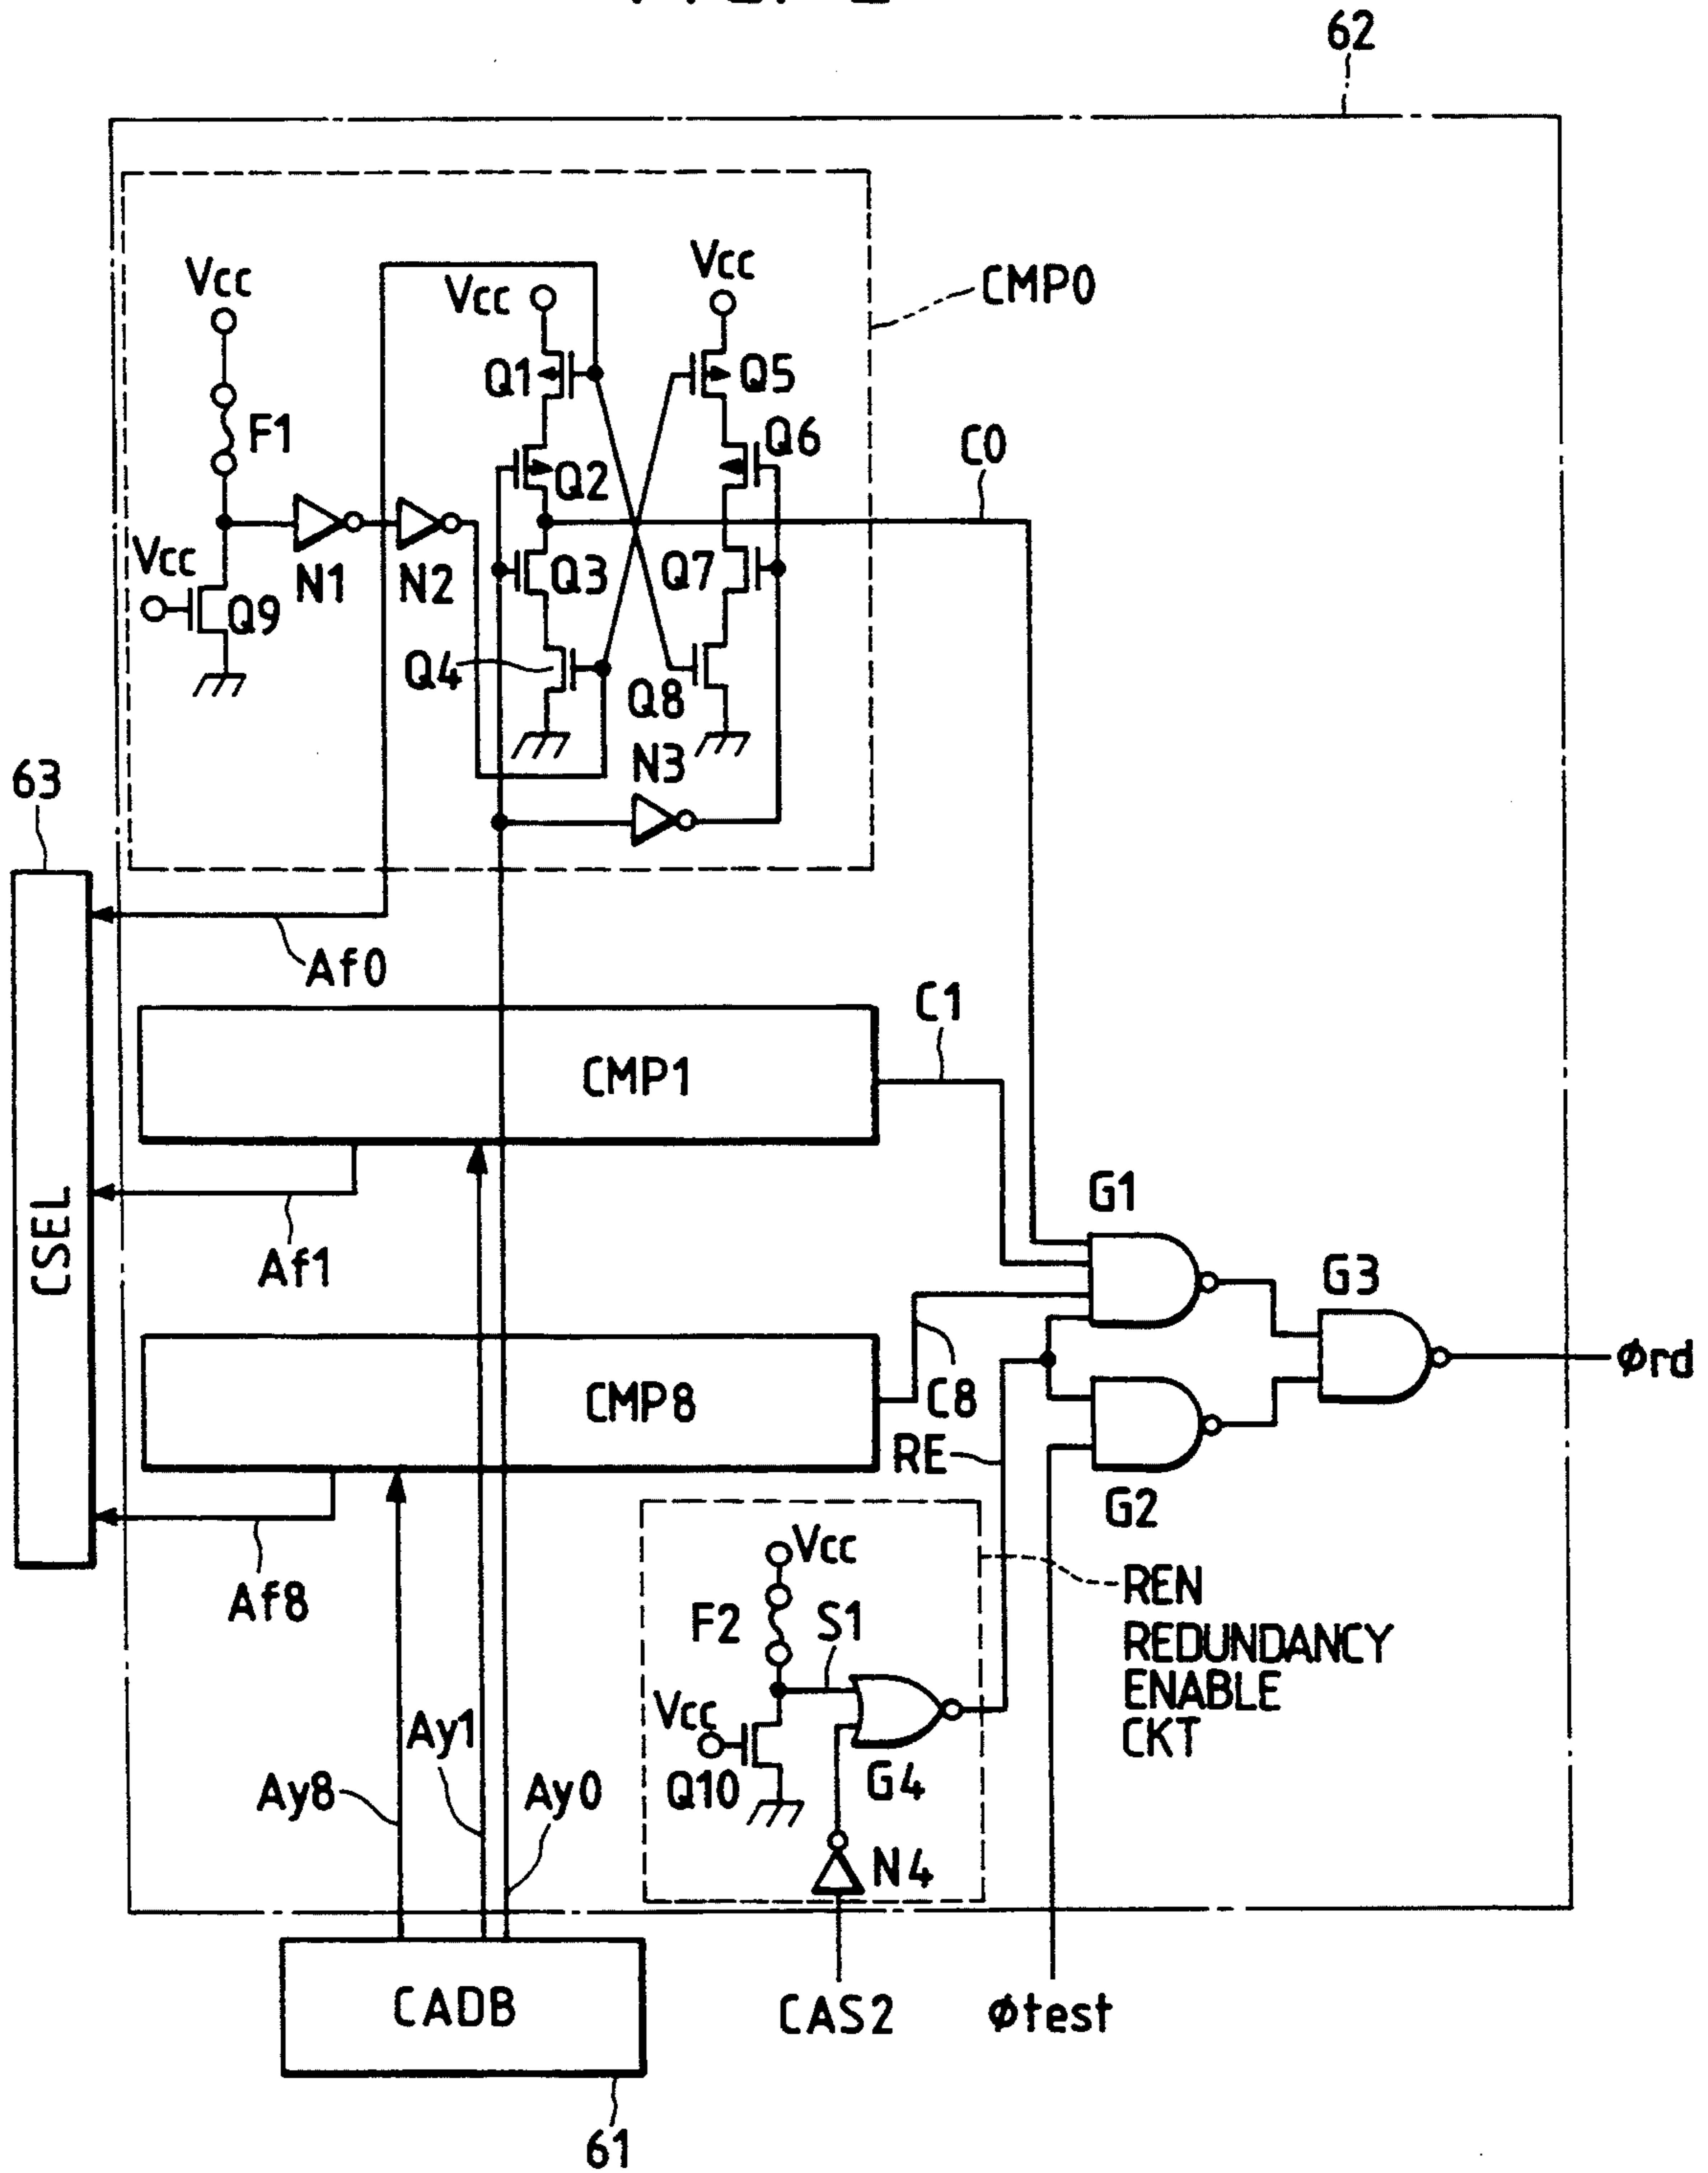 62
Vcc
Vcc
Vcc
CMP0
Q1
Q5
F1
Q2
Q6
C0
Vcc
N1
N2
Q3
Q7
Q9
Q4
Q8
N3
63
Af0
C1
CMP1
G1
CSEL
Af1
G3
φrd
CMP8
C8
RE
G2
Vcc
Af8
F2
S1
REN
REDUNDANCY
ENABLE
CKT
Vcc
Ay1
Ay8
Ay0
Q10
G4
N4
CADB
CAS2
φtest
61